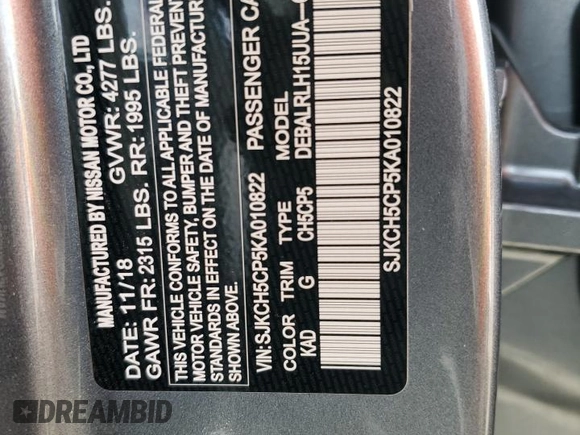 MANUFACTURED BY NISSAN MOTOR CO., LTD
DATE: 11/18 GVWR: 4277 LBS.
GAWR FR: 2315 LBS. RR: 1995 LBS.
THIS VEHICLE CONFORMS TO ALL APPLICABLE FEDERAL
MOTOR VEHICLE SAFETY, BUMPER AND THEFT PREVENT
STANDARDS IN EFFECT ON THE DATE OF MANUFACT
SHOWN ABOVE.
VIN: SJKCH5CP5KA010822 PASSENGER CA
COLOR TRIM TYPE MODEL
KAD G CH5CP5 DEBALRLH15UUA-
SJKCH5CP5KA010822
DREAMBID